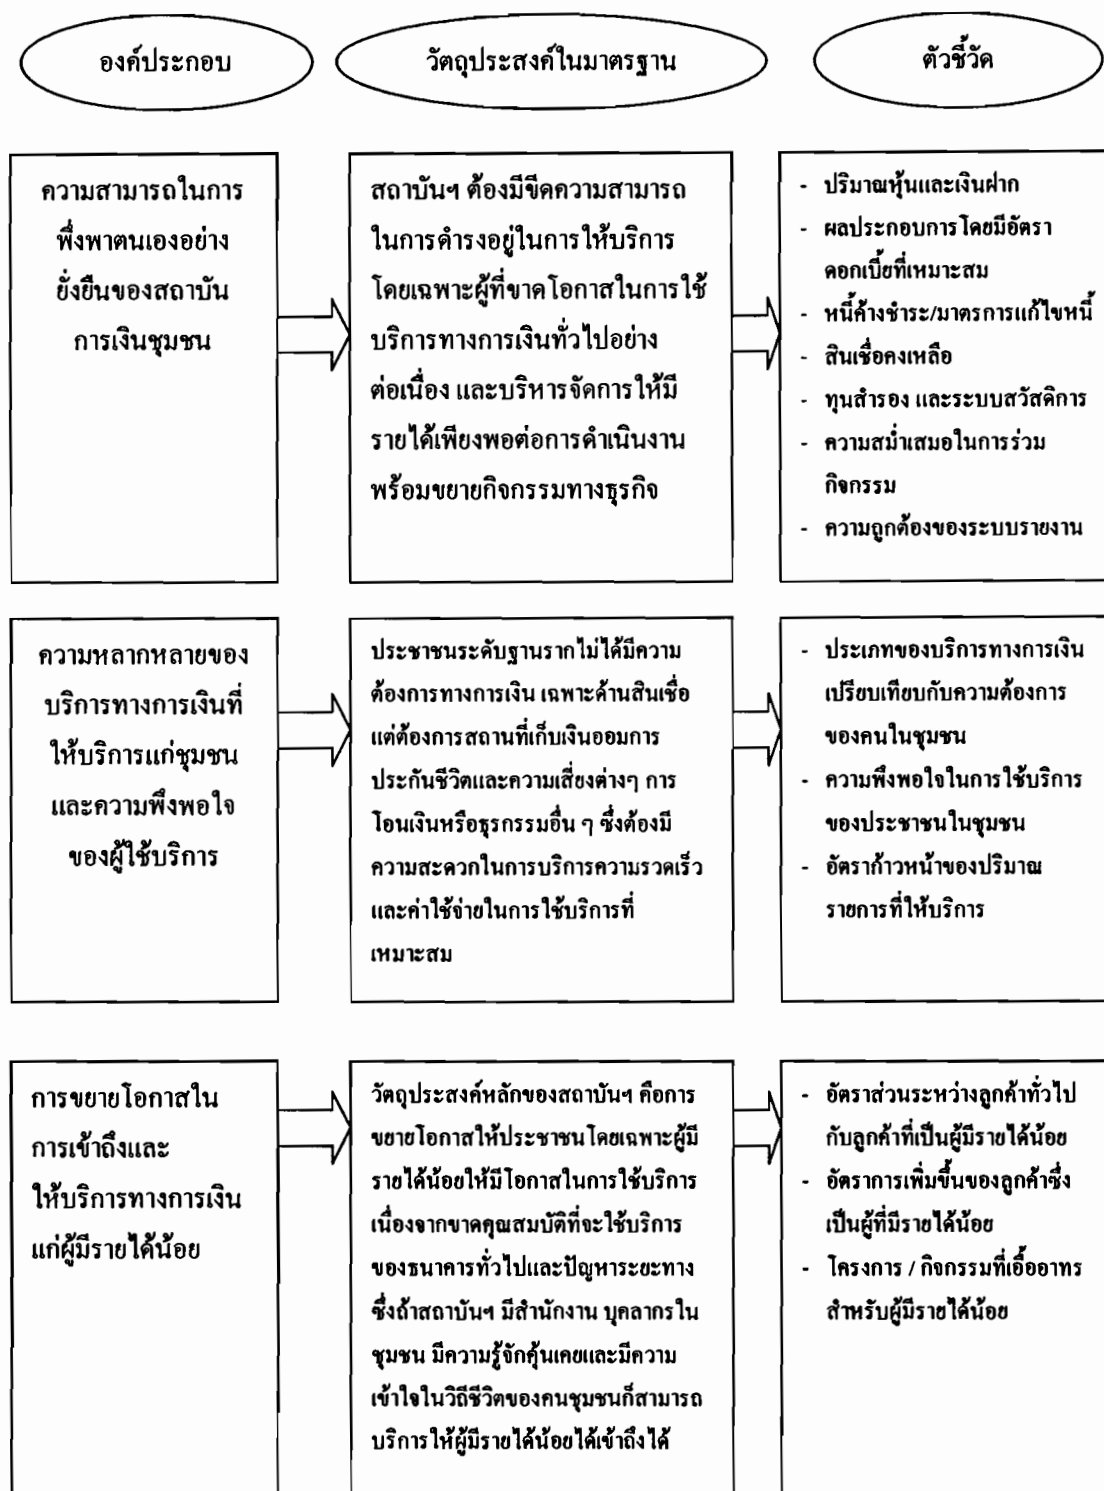 องค์ประกอบ
วัตถุประสงค์ในมาตรฐาน
ตัวชี้วัด
ความสามารถในการ
พึ่งพาตนเองอย่าง
ยั่งยืนของสถาบัน
การเงินชุมชน
สถาบันฯ ต้องมีขีดความสามารถ
ในการดำรงอยู่ในการให้บริการ
โดยเฉพาะผู้ที่ขาดโอกาสในการใช้
บริการทางการเงินทั่วไปอย่าง
ต่อเนื่อง และบริหารจัดการให้มี
รายได้เพียงพอต่อการดำเนินงาน
พร้อมขยายกิจกรรมทางธุรกิจ
- ปริมาณหุ้นและเงินฝาก
- ผลประกอบการโดยมีอัตรา
ดอกเบี้ยที่เหมาะสม
- หนี้ค้างชำระ/มาตรการแก้ไขหนี้
- สินเชื่อคงเหลือ
- ทุนสำรอง และระบบสวัสดิการ
- ความสม่ำเสมอในการร่วม
กิจกรรม
- ความถูกต้องของระบบรายงาน
ความหลากหลายของ
บริการทางการเงินที่
ให้บริการแก่ชุมชน
และความพึงพอใจ
ของผู้ใช้บริการ
ประชาชนระดับฐานรากไม่ได้มีความ
ต้องการทางการเงิน เฉพาะด้านสินเชื่อ
แต่ต้องการสถานที่เก็บเงินออมการ
ประกันชีวิตและความเสี่ยงต่างๆ การ
โอนเงินหรือธุรกรรมอื่น ๆ ซึ่งต้องมี
ความสะดวกในการบริการความรวดเร็ว
และค่าใช้จ่ายในการใช้บริการที่
เหมาะสม
- ประเภทของบริการทางการเงิน
เปรียบเทียบกับความต้องการ
ของคนในชุมชน
- ความพึงพอใจในการใช้บริการ
ของประชาชนในชุมชน
- อัตราก้าวหน้าของปริมาณ
รายการที่ให้บริการ
การขยายโอกาสใน
การเข้าถึงและ
ให้บริการทางการเงิน
แก่ผู้มีรายได้น้อย
วัตถุประสงค์หลักของสถาบันฯ คือการ
ขยายโอกาสให้ประชาชนโดยเฉพาะผู้มี
รายได้น้อยให้มีโอกาสในการใช้บริการ
เนื่องจากขาดคุณสมบัติที่จะใช้บริการ
ของธนาคารทั่วไปและปัญหาระยะทาง
ซึ่งถ้าสถาบันฯ มีสำนักงาน บุคลากรใน
ชุมชน มีความรู้จักคุ้นเคยและมีความ
เข้าใจในวิถีชีวิตของคนชุมชนก็สามารถ
บริการให้ผู้มีรายได้น้อยได้เข้าถึงได้
- อัตราส่วนระหว่างลูกค้าทั่วไป
กับลูกค้าที่เป็นผู้มีรายได้น้อย
- อัตราการเพิ่มขึ้นของลูกค้าซึ่ง
เป็นผู้ที่มีรายได้น้อย
- โครงการ / กิจกรรมที่เอื้ออาทร
สำหรับผู้มีรายได้น้อย